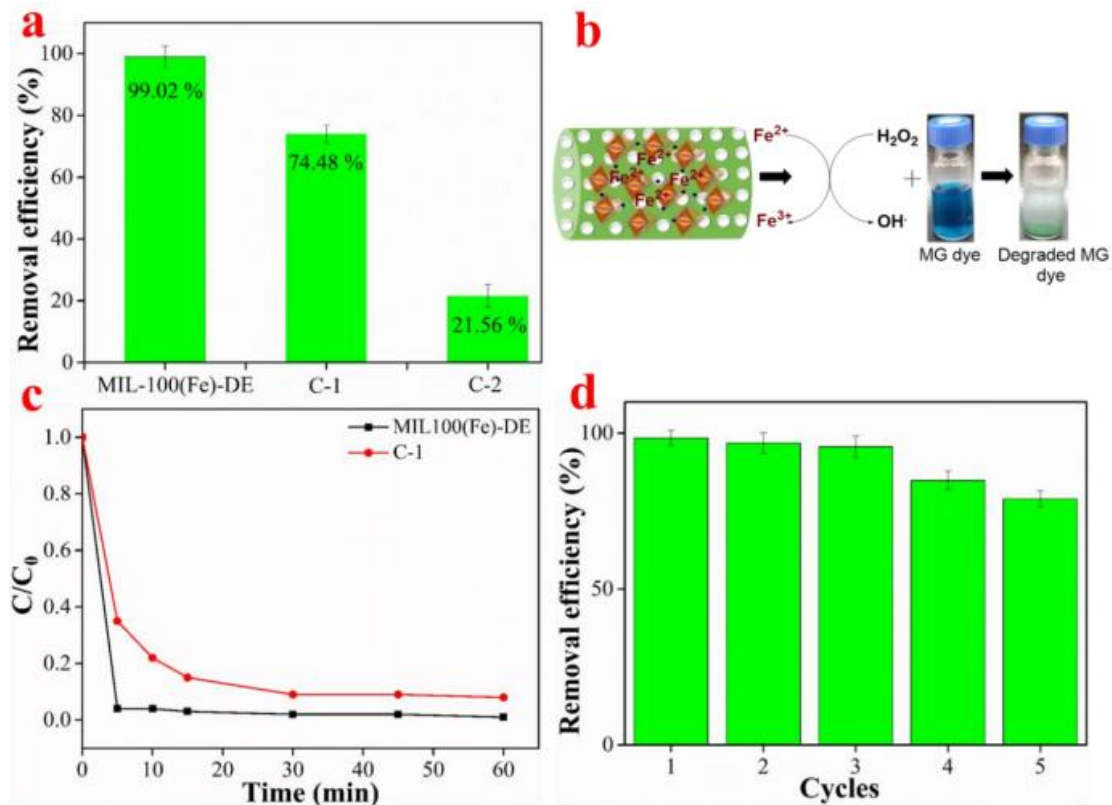 a
Removal efficiency (%)
100
80
60
40
20
0
99.02 %
74.48 %
21.56 %
MIL-100(Fe)-DE
C-1
C-2
b
Fe2+
Fe2+
Fe2+
Fe2+
Fe2+
Fe2+
Fe3+
H2O2
OH·
+
MG dye
Degraded MG
dye
c
C/C0
1.0
0.8
0.6
0.4
0.2
0.0
MIL100(Fe)-DE
C-1
0 10 20 30 40 50 60
Time (min)
d
Removal efficiency (%)
100
50
0
1 2 3 4 5
Cycles